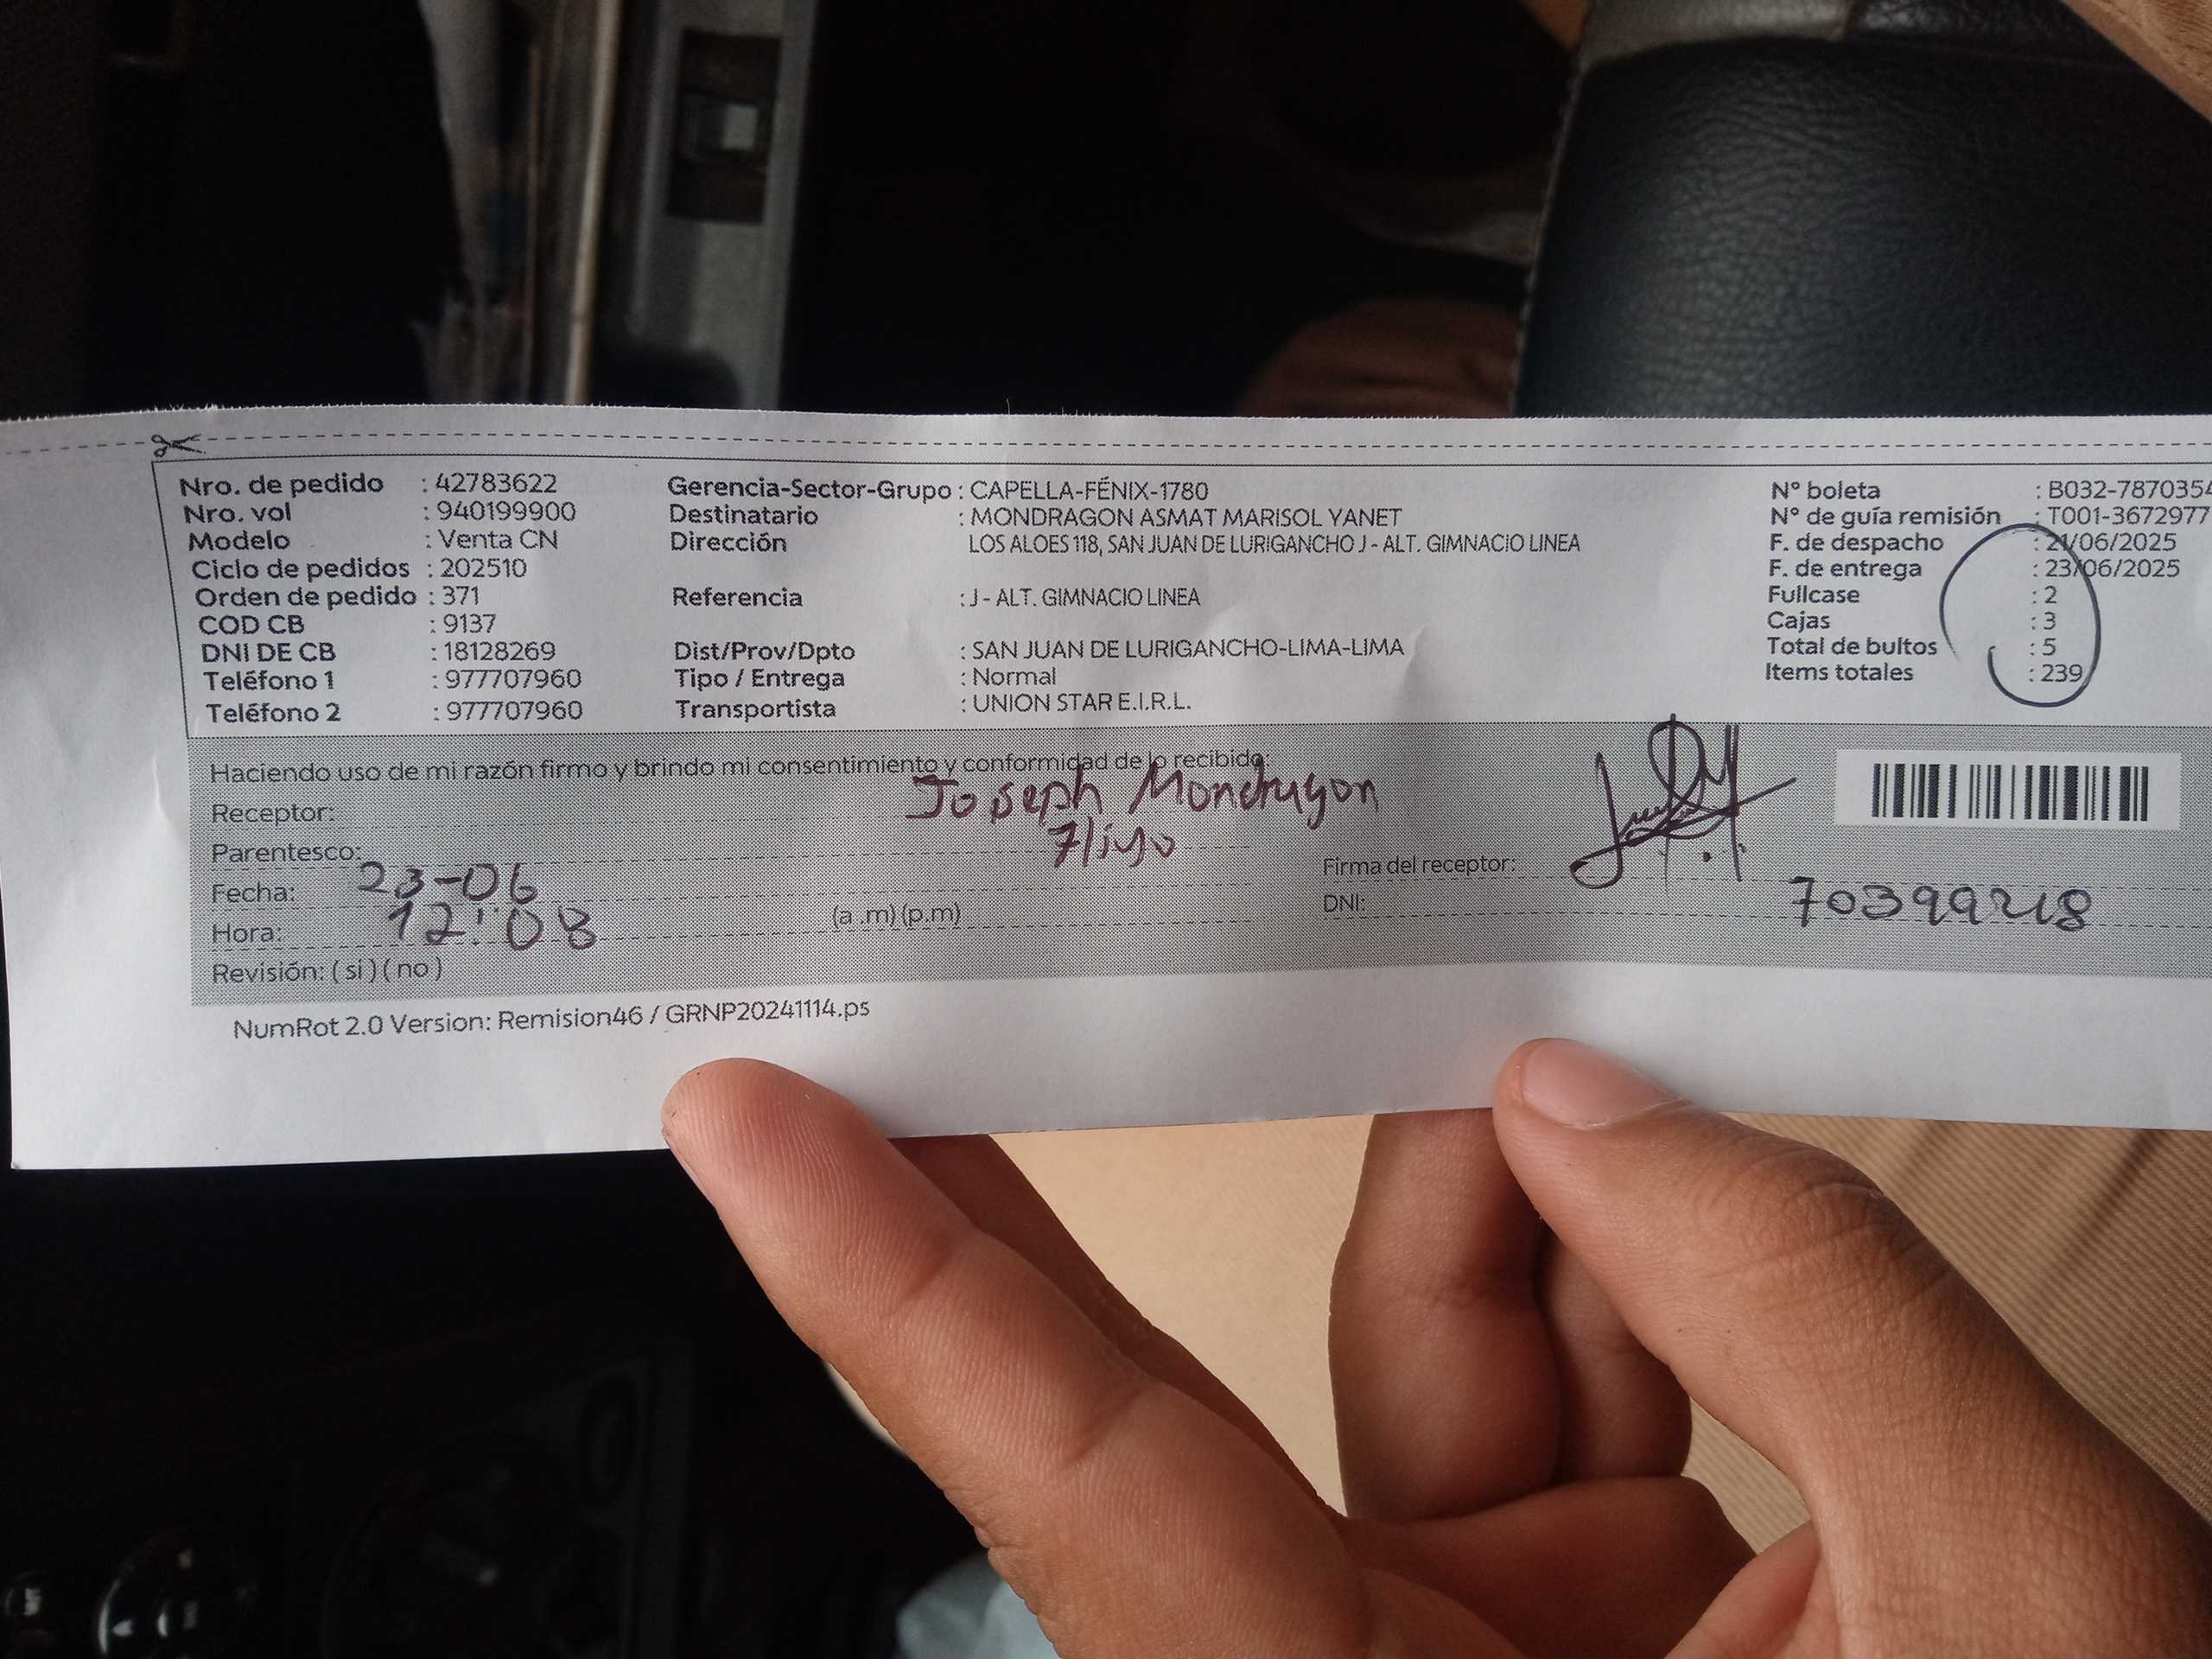 Nro. de pedido : 42783622 Gerencia-Sector-Grupo : CAPELLA-FÉNIX-1780 N° boleta : B032-7870354
Nro. vol : 940199900 Destinatario : MONDRAGON ASMAT MARISOL YANET N° de guía remisión : T001-3672977
Modelo : Venta CN Dirección LOS ALOES 118, SAN JUAN DE LURIGANCHO J - ALT. GIMNACIO LINEA F. de despacho : 21/06/2025
Ciclo de pedidos : 202510 F. de entrega : 23/06/2025
Orden de pedido : 371 Referencia : J - ALT. GIMNACIO LINEA Fullcase : 2
COD CB : 9137 Cajas : 3
DNI DE CB : 18128269 Dist/Prov/Dpto : SAN JUAN DE LURIGANCHO-LIMA-LIMA Total de bultos : 5
Teléfono 1 : 977707960 Tipo / Entrega : Normal Items totales : 239
Teléfono 2 : 977707960 Transportista : UNION STAR E.I.R.L.
Haciendo uso de mi razón firmo y brindo mi consentimiento y conformidad de lo recibido:
Receptor: Joseph Mondragon
Parentesco: Hijo
Fecha: 23-06 Firma del receptor:
Hora: 12:08 (a .m) (p.m) DNI:
Revisión: ( si ) ( no )
NumRot 2.0 Version: Remision46 / GRNP20241114.ps